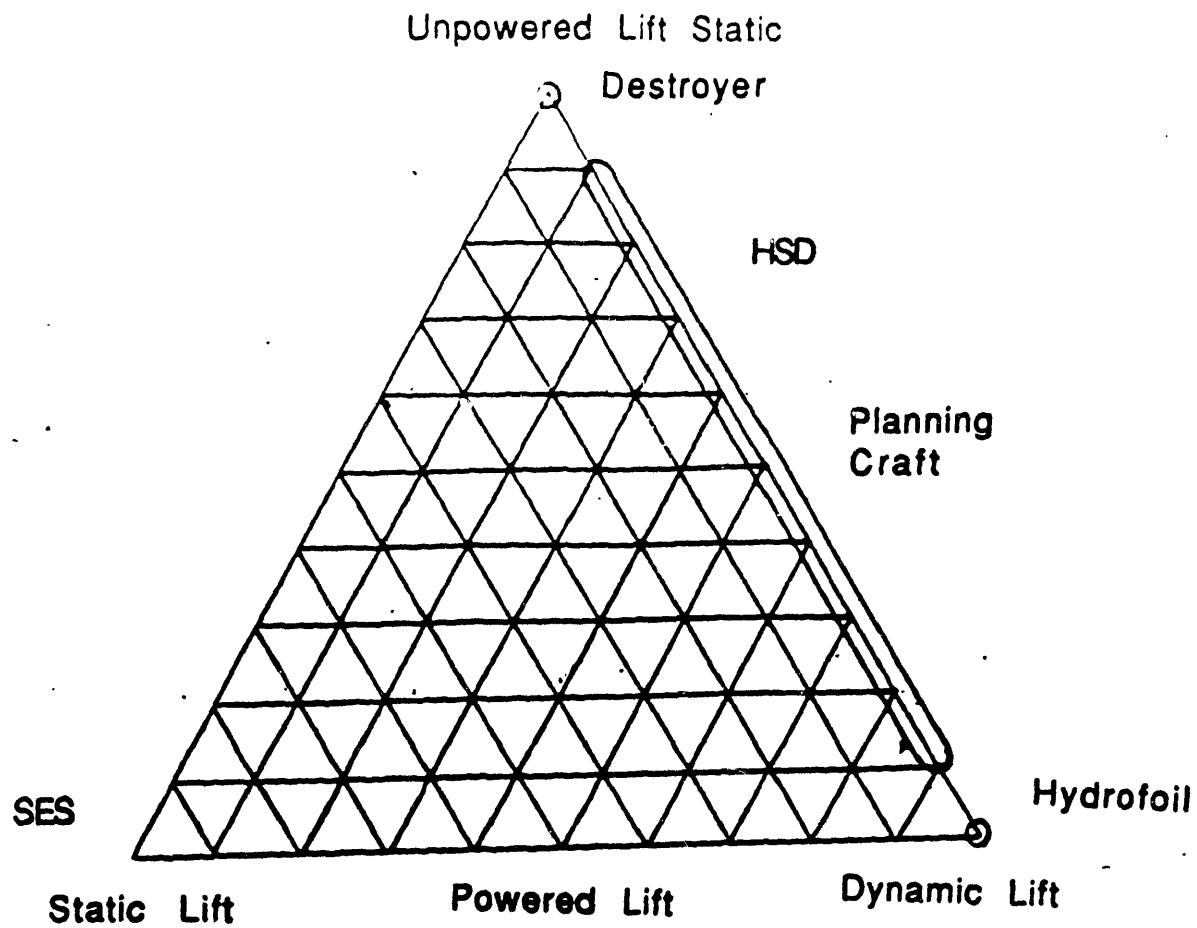 Unpowered Lift Static
Destroyer
HSD
Planning
Craft
SES
Hydrofoil
Static Lift
Powered Lift
Dynamic Lift